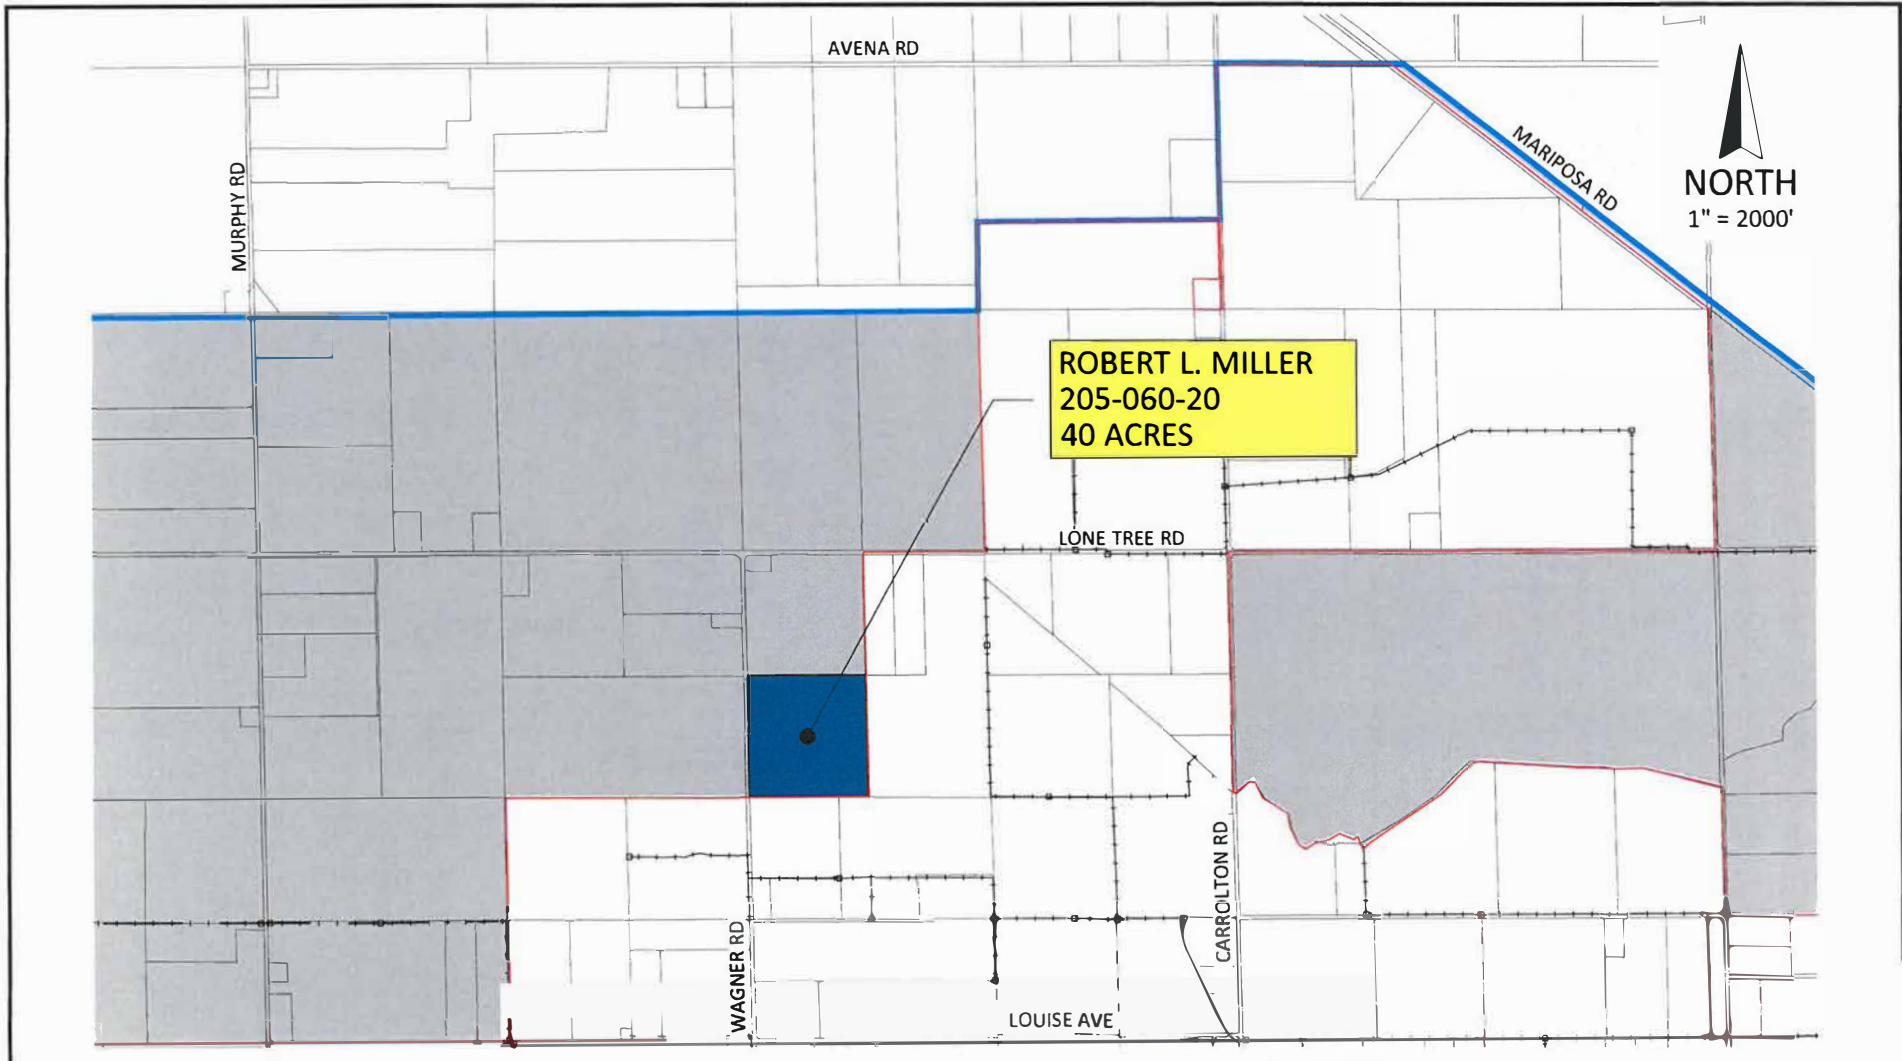 AVENA RD
MURPHY RD
MARIPOSA RD
NORTH
1" = 2000'
ROBERT L. MILLER
205-060-20
40 ACRES
LONE TREE RD
CARROLTON RD
WAGNER RD
LOUISE AVE